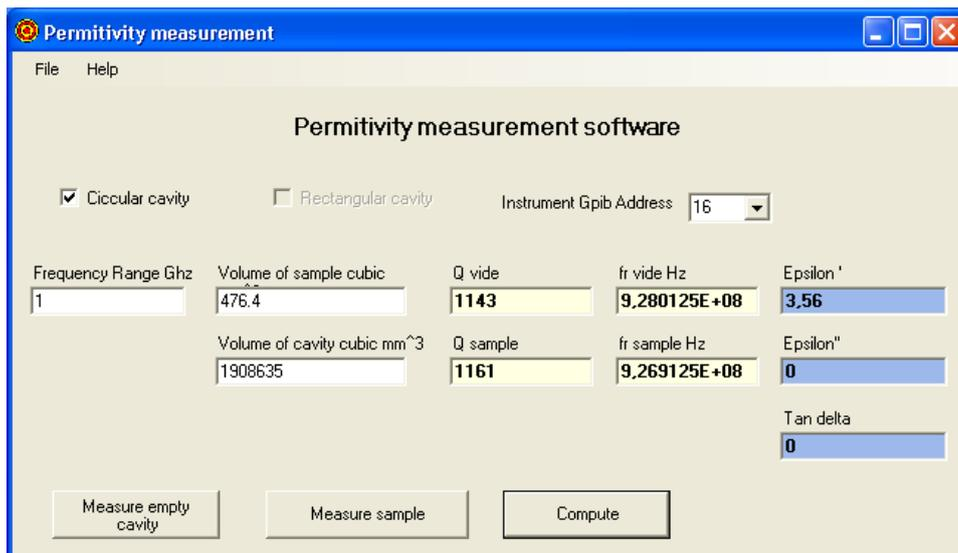 Permitivity measurement
File Help
Permitivity measurement software
Ciccular cavity Rectangular cavity Instrument Gpib Address 16
Frequency Range Ghz Volume of sample cubic Q vide fr vide Hz Epsilon '
1 476.4 1143 9,280125E+08 3,56
Volume of cavity cubic mm^3 Q sample fr sample Hz Epsilon"
1908635 1161 9,269125E+08 0
Tan delta
0
Measure empty cavity Measure sample Compute